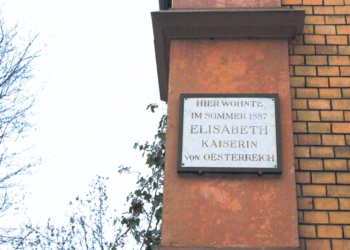 HIER WOHNTE
IM SOMMER 1887
ELISABETH
KAISERIN
VON OESTERREICH